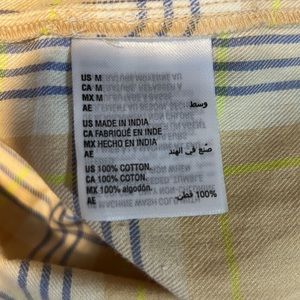 US M
CA M
MX M
AE وسط
US MADE IN INDIA
CA FABRIQUÉ EN INDE
MX HECHO EN INDIA
AE صنع في الهند
US 100% COTTON.
CA 100% COTTON.
MX 100% algodón.
AE 100% قطن